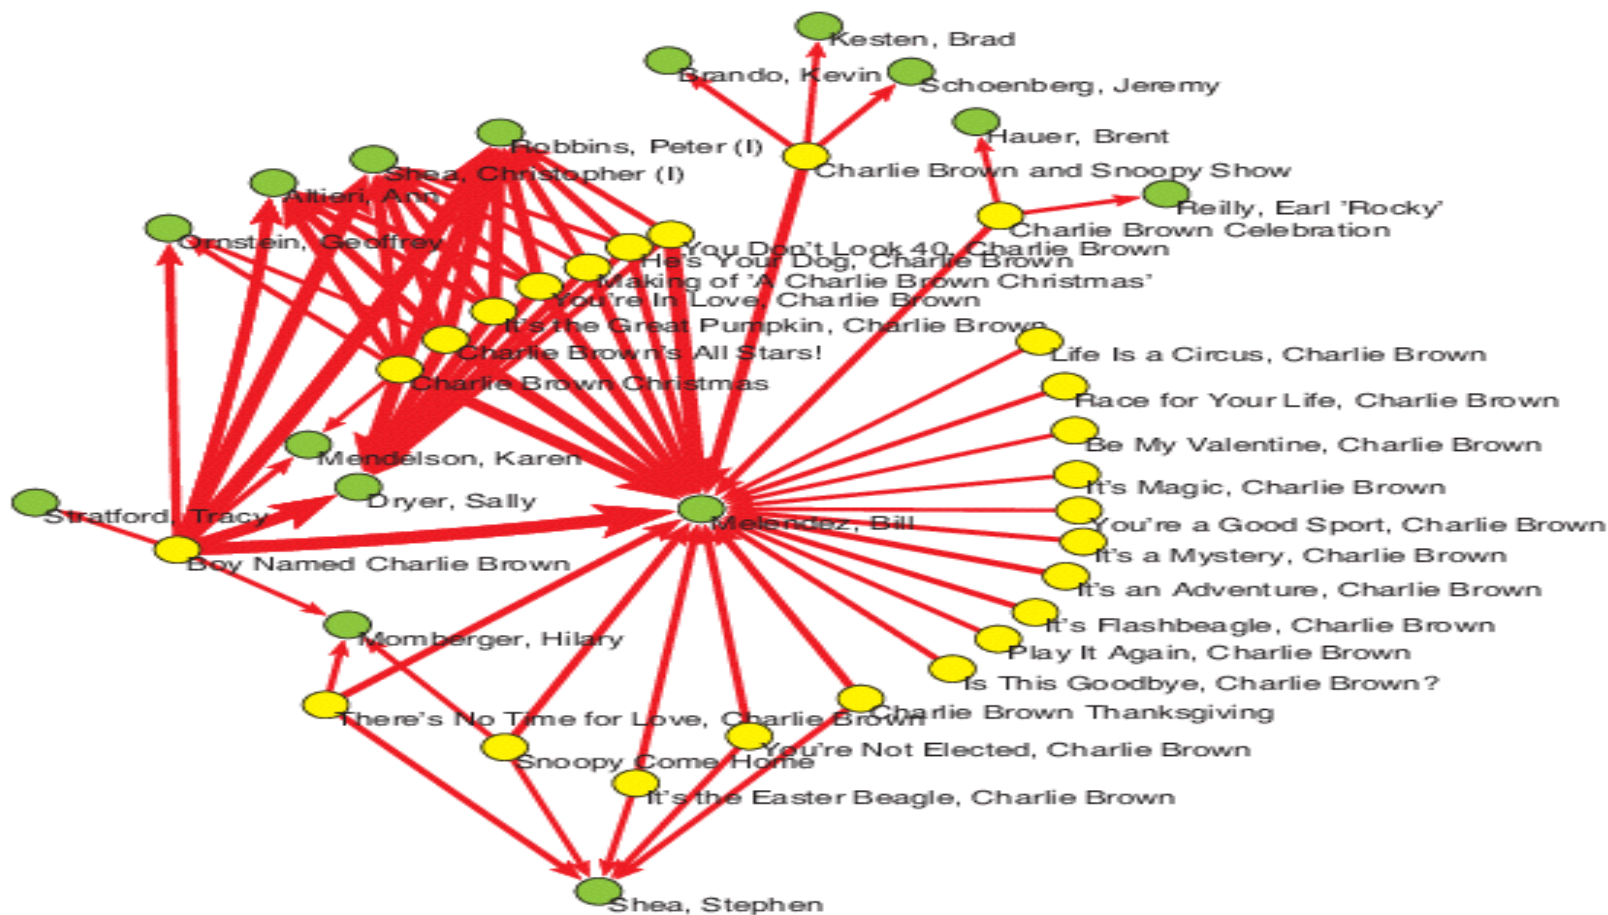 Kesten, Brad
Brando, Kevin
Schoenberg, Jeremy
Hauer, Brent
Robbins, Peter (I)
Charlie Brown and Snoopy Show
Shea, Christopher (I)
Altieri, Ann
Reilly, Earl 'Rocky'
Charlie Brown Celebration
Ornstein, Geoffrey
You Don't Look 40, Charlie Brown
He's Your Dog, Charlie Brown
Making of 'A Charlie Brown Christmas'
You're In Love, Charlie Brown
It's the Great Pumpkin, Charlie Brown
Charlie Brown's All Stars!
Life Is a Circus, Charlie Brown
Charlie Brown Christmas
Race for Your Life, Charlie Brown
Be My Valentine, Charlie Brown
Mendelson, Karen
It's Magic, Charlie Brown
Dryer, Sally
Stratford, Tracy
Melendez, Bill
You're a Good Sport, Charlie Brown
It's a Mystery, Charlie Brown
Boy Named Charlie Brown
It's an Adventure, Charlie Brown
It's Flashbeagle, Charlie Brown
Momberger, Hilary
Play It Again, Charlie Brown
Is This Goodbye, Charlie Brown?
Charlie Brown Thanksgiving
There's No Time for Love, Charlie Brown
You're Not Elected, Charlie Brown
Snoopy Come Home
It's the Easter Beagle, Charlie Brown
Shea, Stephen